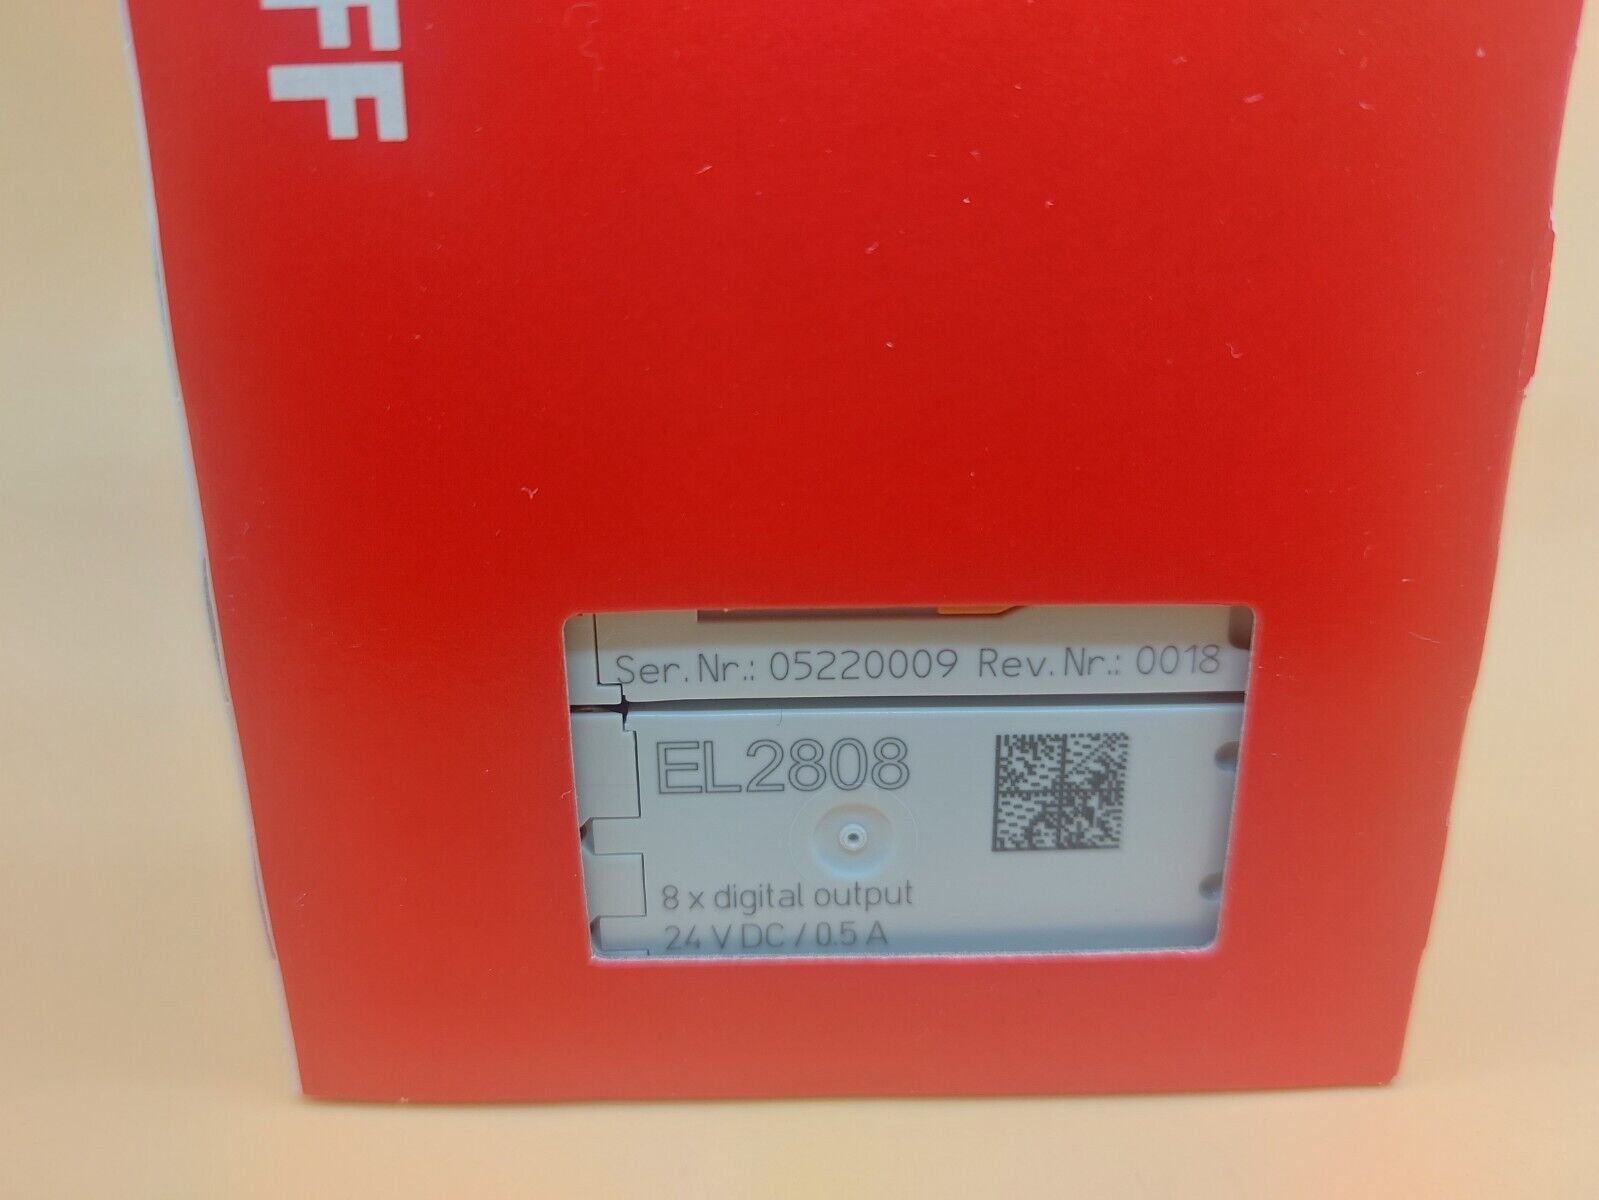 FF
Ser.Nr.: 05220009 Rev.Nr.: 0018
EL2808
8 x digital output
24 V DC / 0.5 A